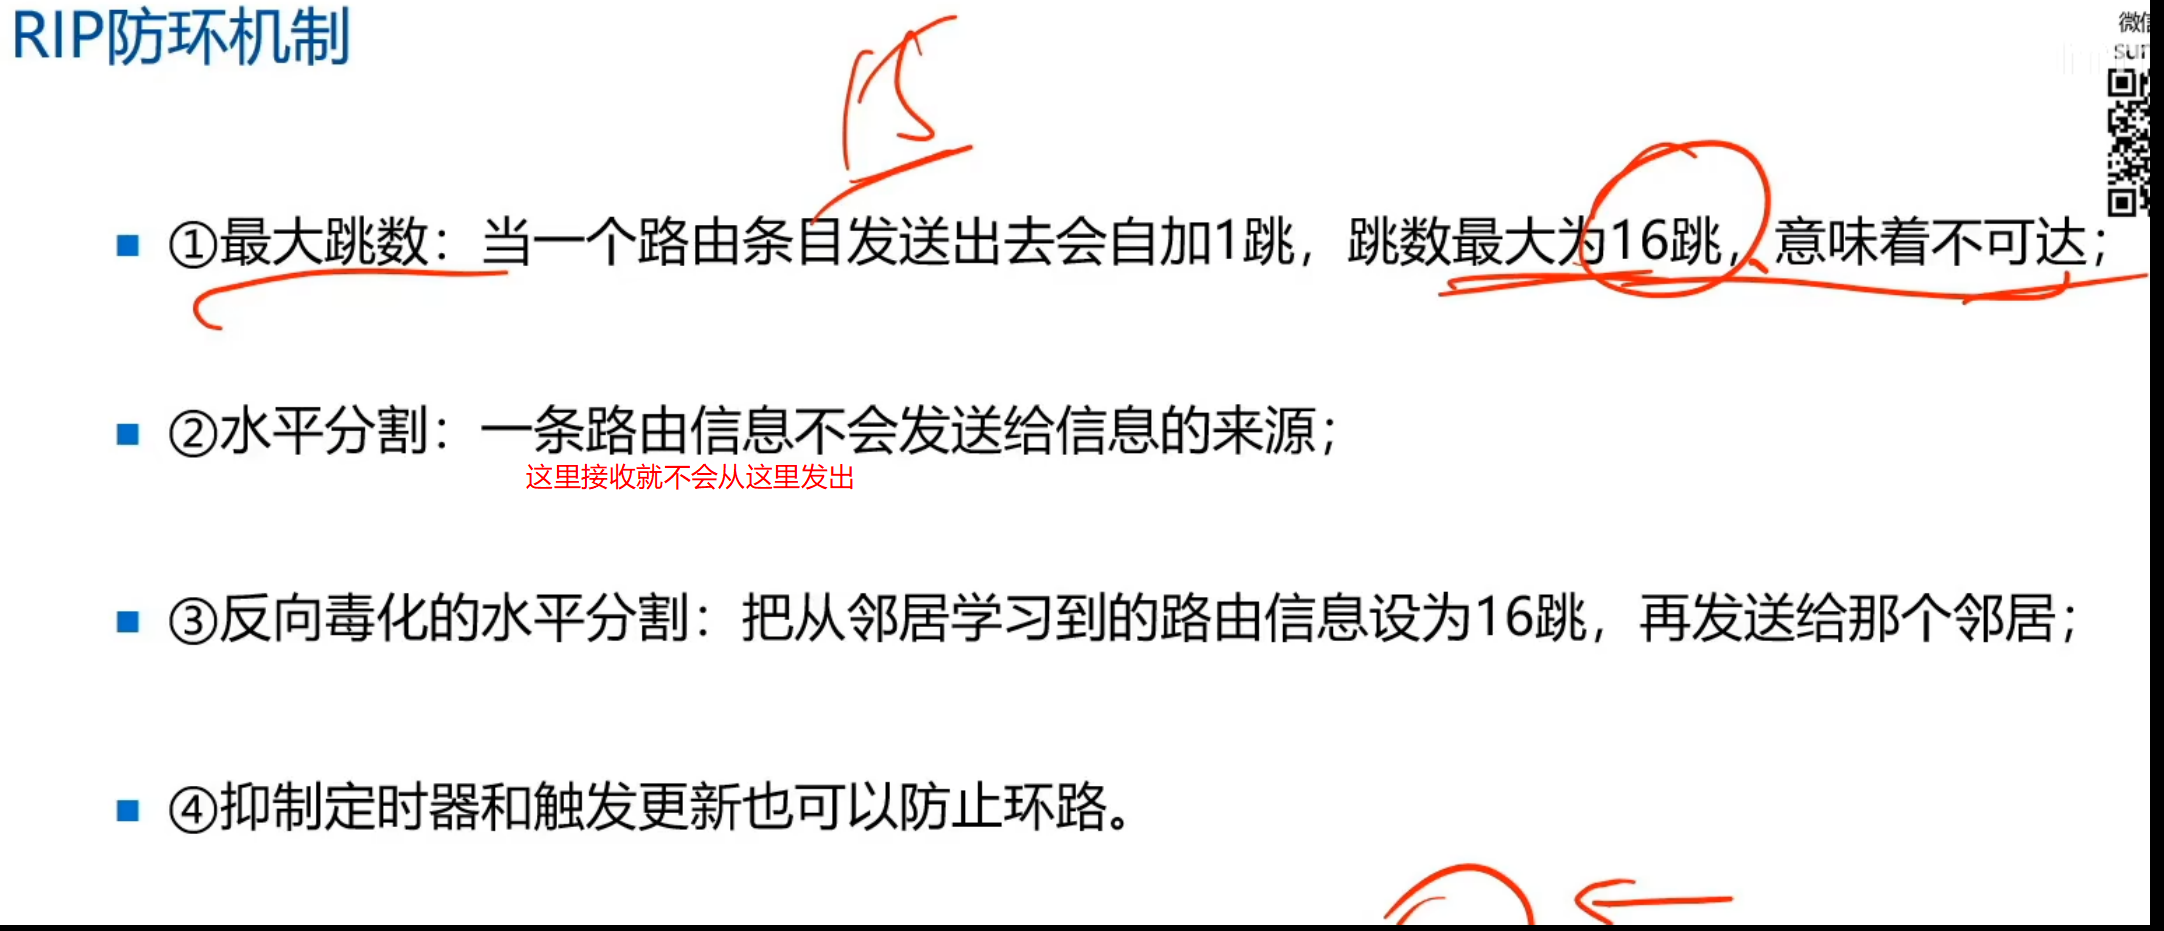 RIP防环机制
微信
15
①最大跳数：当一个路由条目发送出去会自加1跳，跳数最大为16跳，意味着不可达；
②水平分割：一条路由信息不会发送给信息的来源；
这里接收就不会从这里发出
③反向毒化的水平分割：把从邻居学习到的路由信息设为16跳，再发送给那个邻居；
④抑制定时器和触发更新也可以防止环路。